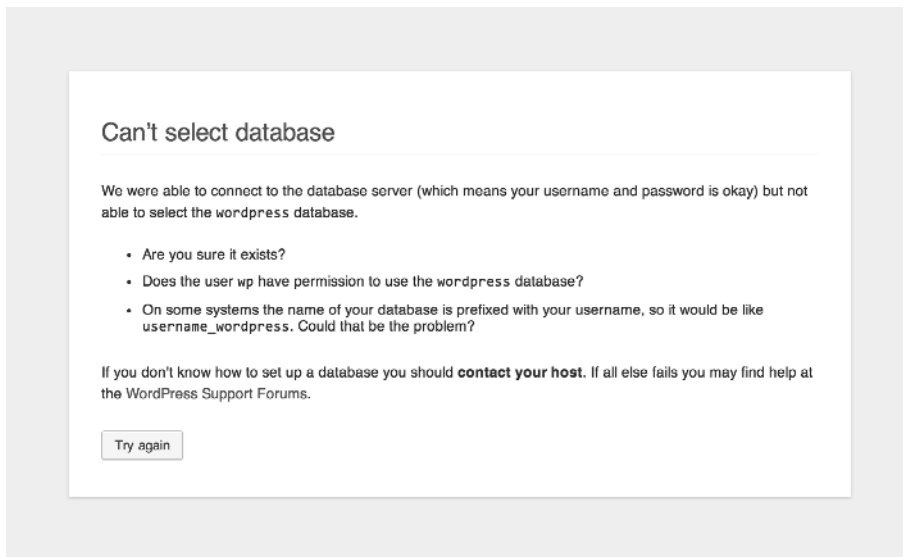 Can't select database
We were able to connect to the database server (which means your username and password is okay) but not
able to select the wordpress database.
• Are you sure it exists?
• Does the user wp have permission to use the wordpress database?
• On some systems the name of your database is prefixed with your username, so it would be like
username_wordpress. Could that be the problem?
If you don't know how to set up a database you should contact your host. If all else fails you may find help at
the WordPress Support Forums.
Try again